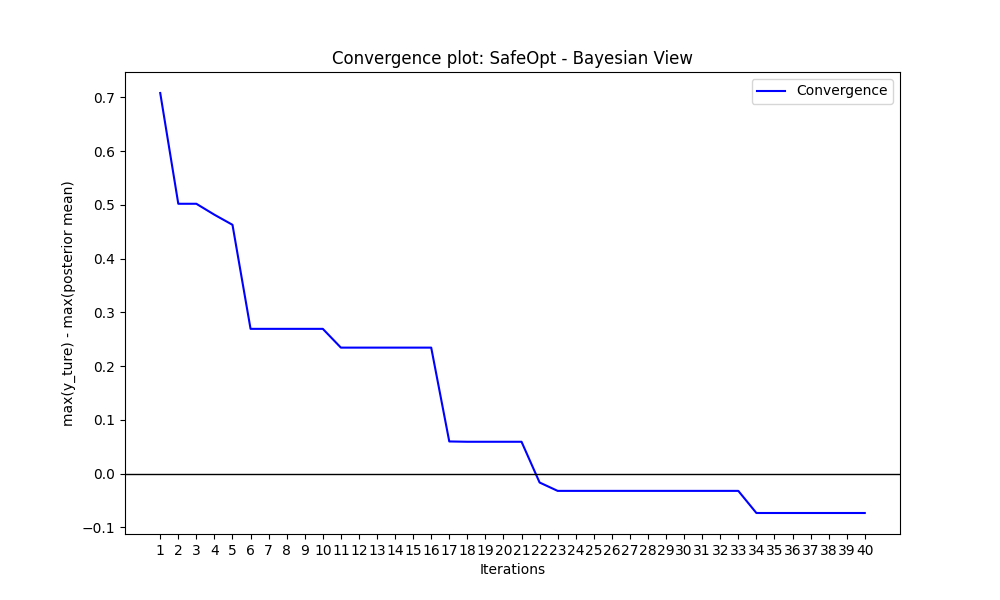 Convergence plot: SafeOpt - Bayesian View
Convergence
max(y_ture) - max(posterior mean)
0.7
0.6
0.5
0.4
0.3
0.2
0.1
0.0
−0.1
1 2 3 4 5 6 7 8 9 10 11 12 13 14 15 16 17 18 19 20 21 22 23 24 25 26 27 28 29 30 31 32 33 34 35 36 37 38 39 40
Iterations